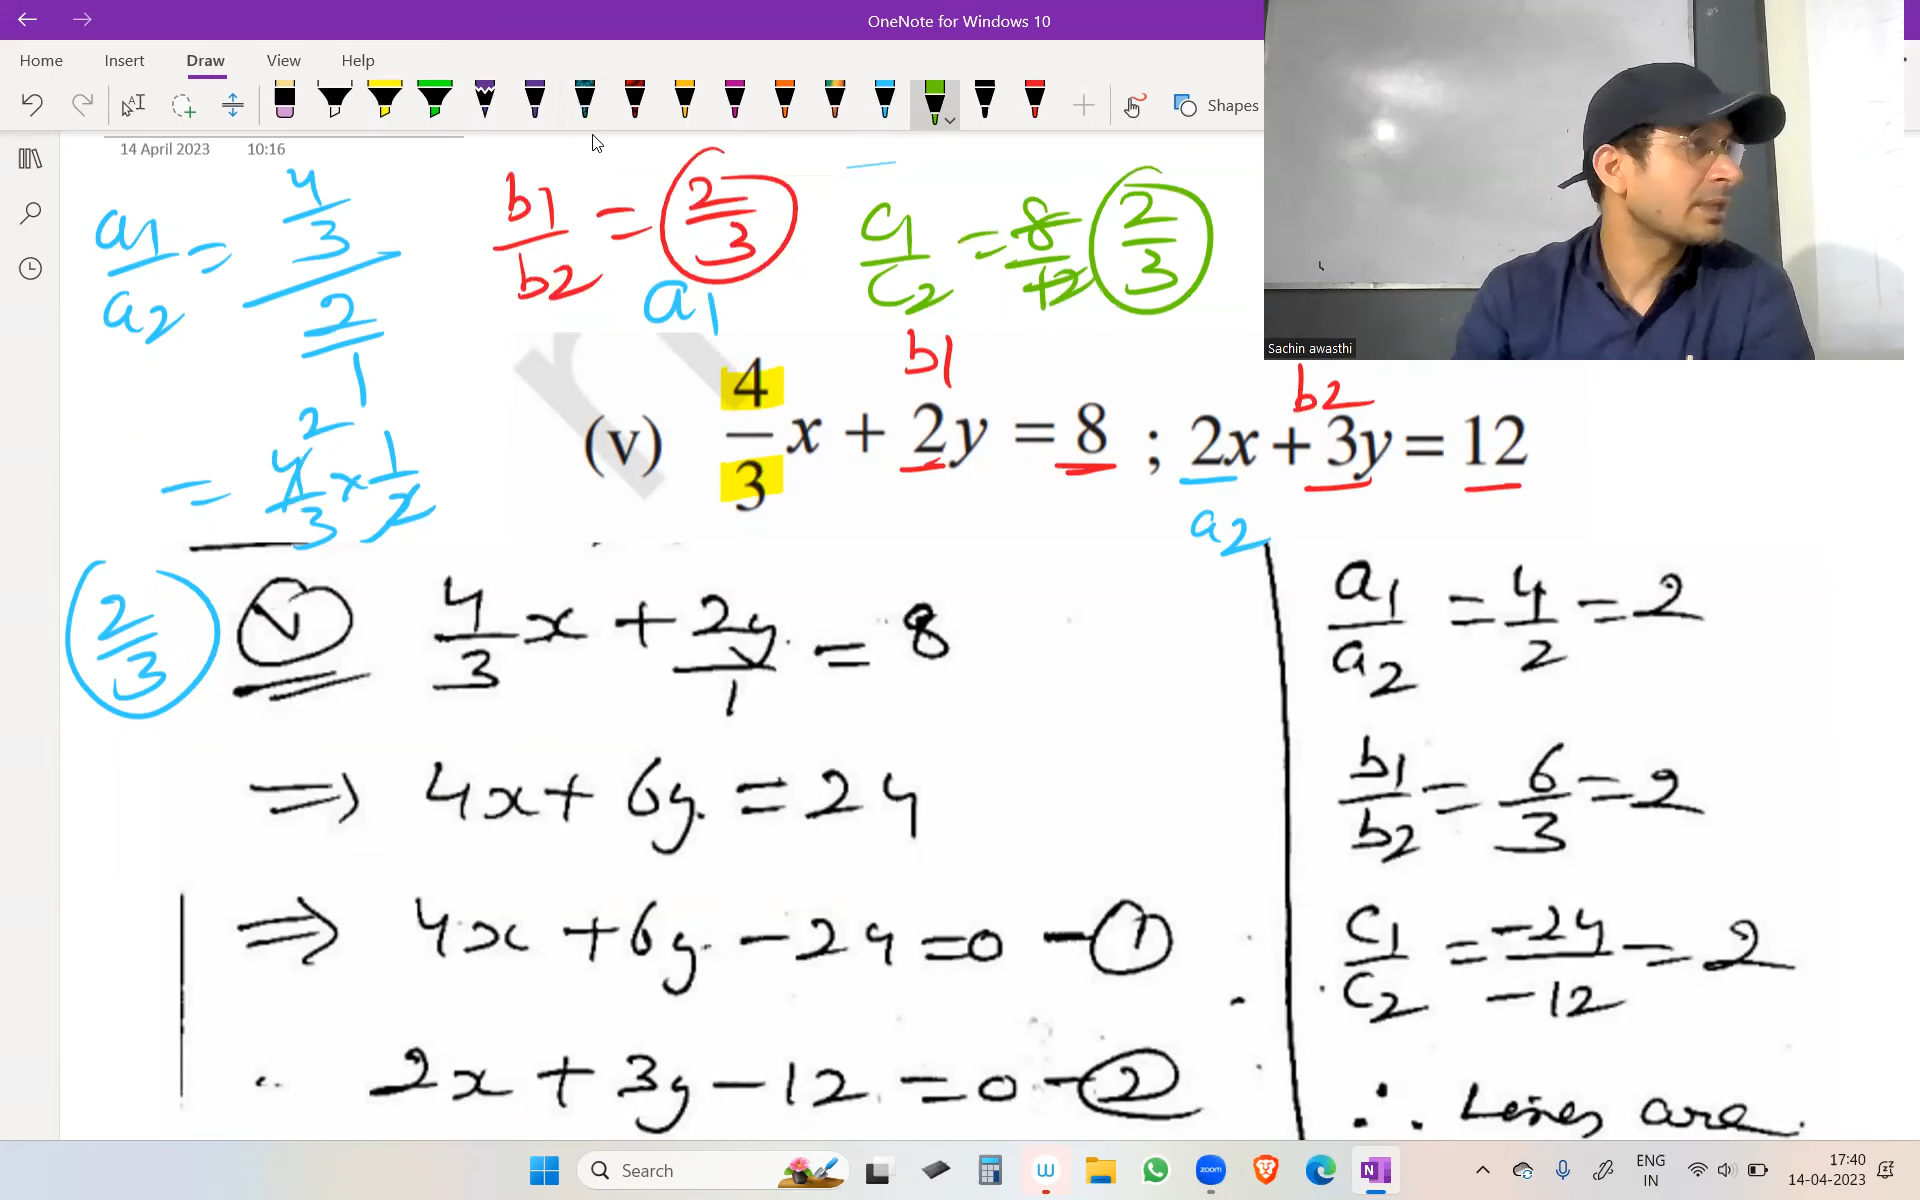 OneNote for Windows 10
Home Insert Draw View Help
Shapes
14 April 2023 10:16
a1/a2 = 4/3 / 2/1
= 4/3 x 1/2 2
2/3
b1/b2 = 2/3
c1/c2 = 8/12 2/3
a1
b1
b2
(v) 4/3 x + 2y = 8 ; 2x + 3y = 12
a2
Sachin awasthi
v 4/3 x + 2y/1 = 8
⇒ 4x + 6y = 24
⇒ 4x + 6y - 24 = 0 - 1
2x + 3y - 12 = 0 - 2
a1/a2 = 4/2 = 2
b1/b2 = 6/3 = 2
c1/c2 = -24/-12 = 2
∴ Lines are
Search
zoom
ENG
IN
17:40
14-04-2023